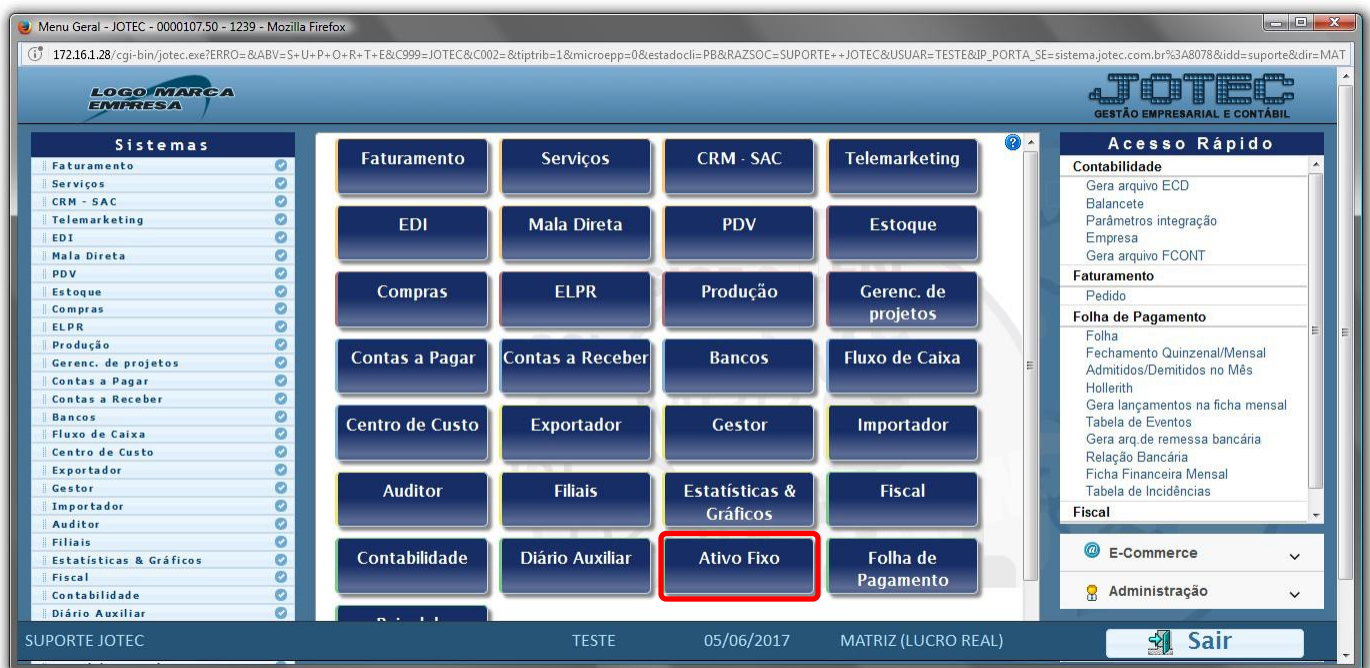 Menu Geral - JOTEC - 0000107.50 - 1239 - Mozilla Firefox
172.16.1.28/cgi-bin/jotec.exe?ERRO=&ABV=S+U+P+O+R+T+E&C999=JOTEC&C002=&tiptrib=1&microepp=0&estadocli=PB&RAZSOC=SUPORTE++JOTEC&USUAR=TESTE&IP_PORTA_SE=sistema.jotec.com.br%3A8078&idd=suporte&dir=MAT
LOGO MARCA
EMPRESA
JOTEC
GESTÃO EMPRESARIAL E CONTÁBIL
Sistemas
Faturamento
Serviços
CRM - SAC
Telemarketing
EDI
Mala Direta
PDV
Estoque
Compras
ELPR
Produção
Gerenc. de projetos
Contas a Pagar
Contas a Receber
Bancos
Fluxo de Caixa
Centro de Custo
Exportador
Gestor
Importador
Auditor
Filiais
Estatísticas & Gráficos
Fiscal
Contabilidade
Diário Auxiliar
Faturamento
Serviços
CRM - SAC
Telemarketing
EDI
Mala Direta
PDV
Estoque
Compras
ELPR
Produção
Gerenc. de
projetos
Contas a Pagar
Contas a Receber
Bancos
Fluxo de Caixa
Centro de Custo
Exportador
Gestor
Importador
Auditor
Filiais
Estatísticas &
Gráficos
Fiscal
Contabilidade
Diário Auxiliar
Ativo Fixo
Folha de
Pagamento
Acesso Rápido
Contabilidade
Gera arquivo ECD
Balancete
Parâmetros integração
Empresa
Gera arquivo FCONT
Faturamento
Pedido
Folha de Pagamento
Folha
Fechamento Quinzenal/Mensal
Admitidos/Demitidos no Mês
Hollerith
Gera lançamentos na ficha mensal
Tabela de Eventos
Gera arq.de remessa bancária
Relação Bancária
Ficha Financeira Mensal
Tabela de Incidências
Fiscal
E-Commerce
Administração
SUPORTE JOTEC
TESTE
05/06/2017
MATRIZ (LUCRO REAL)
Sair